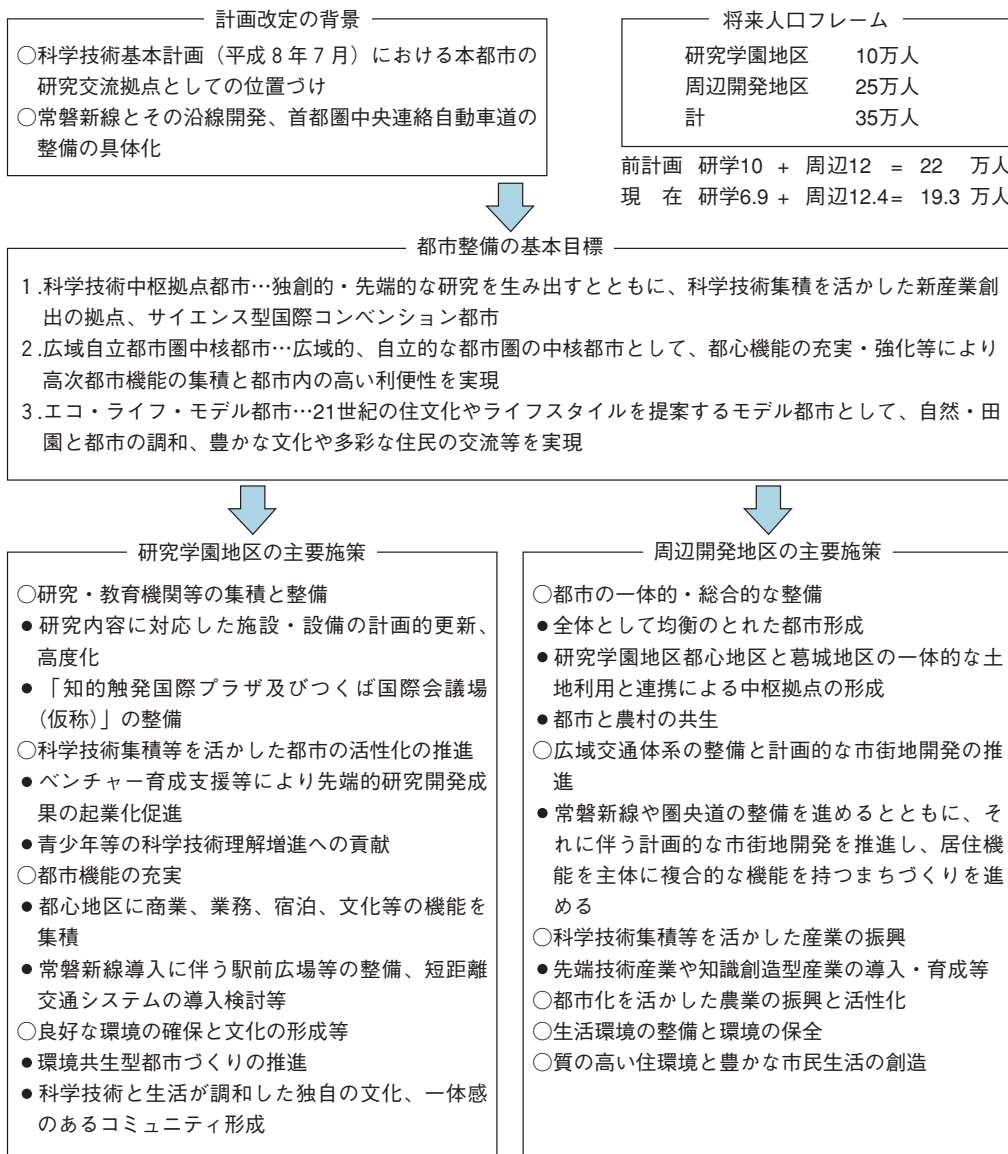 計画改定の背景
○科学技術基本計画（平成8年7月）における本都市の
研究交流拠点としての位置づけ
○常磐新線とその沿線開発、首都圏中央連絡自動車道の
整備の具体化
将来人口フレーム
研究学園地区 10万人
周辺開発地区 25万人
計 35万人
前計画 研学10 + 周辺12 = 22 万人
現 在 研学6.9 + 周辺12.4= 19.3 万人
都市整備の基本目標
1.科学技術中枢拠点都市…独創的・先端的な研究を生み出すとともに、科学技術集積を活かした新産業創
出の拠点、サイエンス型国際コンベンション都市
2.広域自立都市圏中核都市…広域的、自立的な都市圏の中核都市として、都心機能の充実・強化等により
高次都市機能の集積と都市内の高い利便性を実現
3.エコ・ライフ・モデル都市…21世紀の住文化やライフスタイルを提案するモデル都市として、自然・田
園と都市の調和、豊かな文化や多彩な住民の交流等を実現
研究学園地区の主要施策
○研究・教育機関等の集積と整備
●研究内容に対応した施設・設備の計画的更新、
高度化
●「知的触発国際プラザ及びつくば国際会議場
(仮称)」の整備
○科学技術集積等を活かした都市の活性化の推進
●ベンチャー育成支援等により先端的研究開発成
果の起業化促進
●青少年等の科学技術理解増進への貢献
○都市機能の充実
●都心地区に商業、業務、宿泊、文化等の機能を
集積
●常磐新線導入に伴う駅前広場等の整備、短距離
交通システムの導入検討等
○良好な環境の確保と文化の形成等
●環境共生型都市づくりの推進
●科学技術と生活が調和した独自の文化、一体感
のあるコミュニティ形成
周辺開発地区の主要施策
○都市の一体的・総合的な整備
●全体として均衡のとれた都市形成
●研究学園地区都心地区と葛城地区の一体的な土
地利用と連携による中枢拠点の形成
●都市と農村の共生
○広域交通体系の整備と計画的な市街地開発の推
進
●常磐新線や圏央道の整備を進めるとともに、そ
れに伴う計画的な市街地開発を推進し、居住機
能を主体に複合的な機能を持つまちづくりを進
める
○科学技術集積等を活かした産業の振興
●先端技術産業や知識創造型産業の導入・育成等
○都市化を活かした農業の振興と活性化
○生活環境の整備と環境の保全
○質の高い住環境と豊かな市民生活の創造